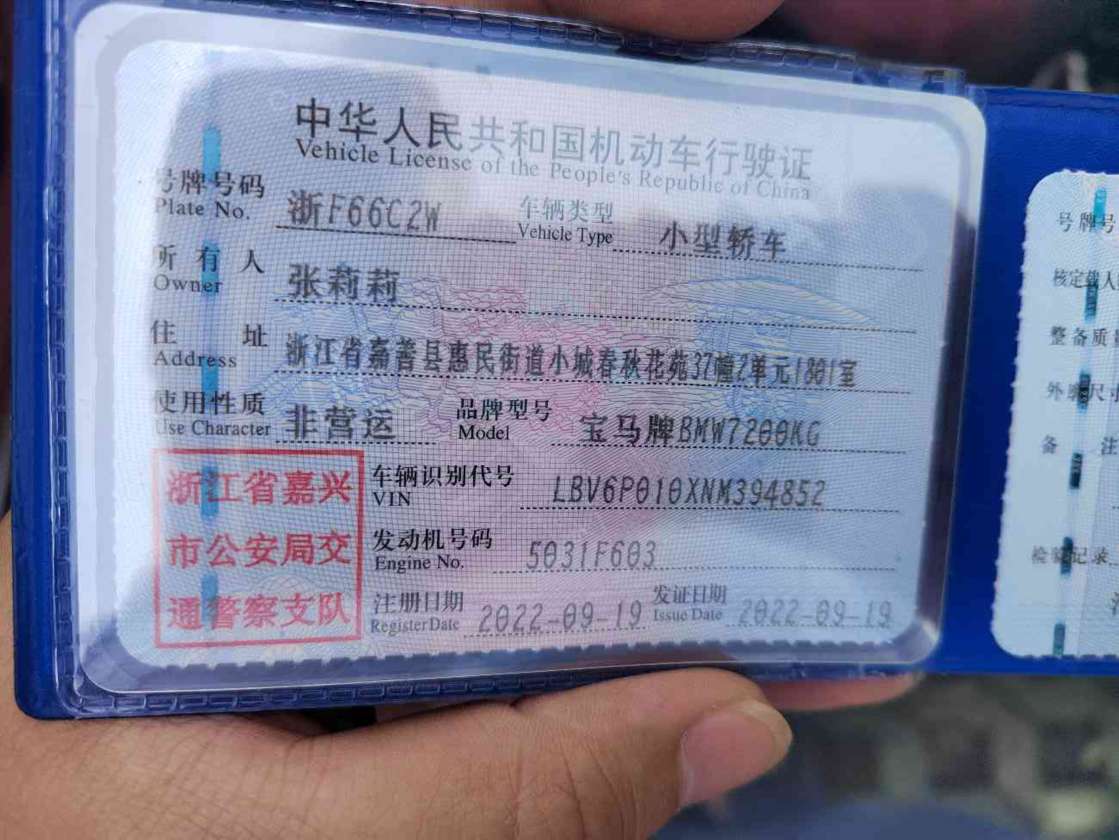 中华人民共和国机动车行驶证
Vehicle License of the People's Republic of China
号牌号码 浙F66C2W 车辆类型 小型轿车
Plate No. Vehicle Type
所有人 张莉莉
Owner
住址 浙江省嘉善县惠民街道小城春秋花苑37幢2单元1801室
Address
使用性质 非营运 品牌型号 宝马牌BMW7200KG
Use Character Model
浙江省嘉兴
市公安局交
通警察支队
车辆识别代号 LBV6P010XNM394852
VIN
发动机号码 5031F603
Engine No.
注册日期 2022-09-19 发证日期 2022-09-19
Register Date Issue Date
号牌号
核定载人
整备质
外廓尺寸
备注
检验记录